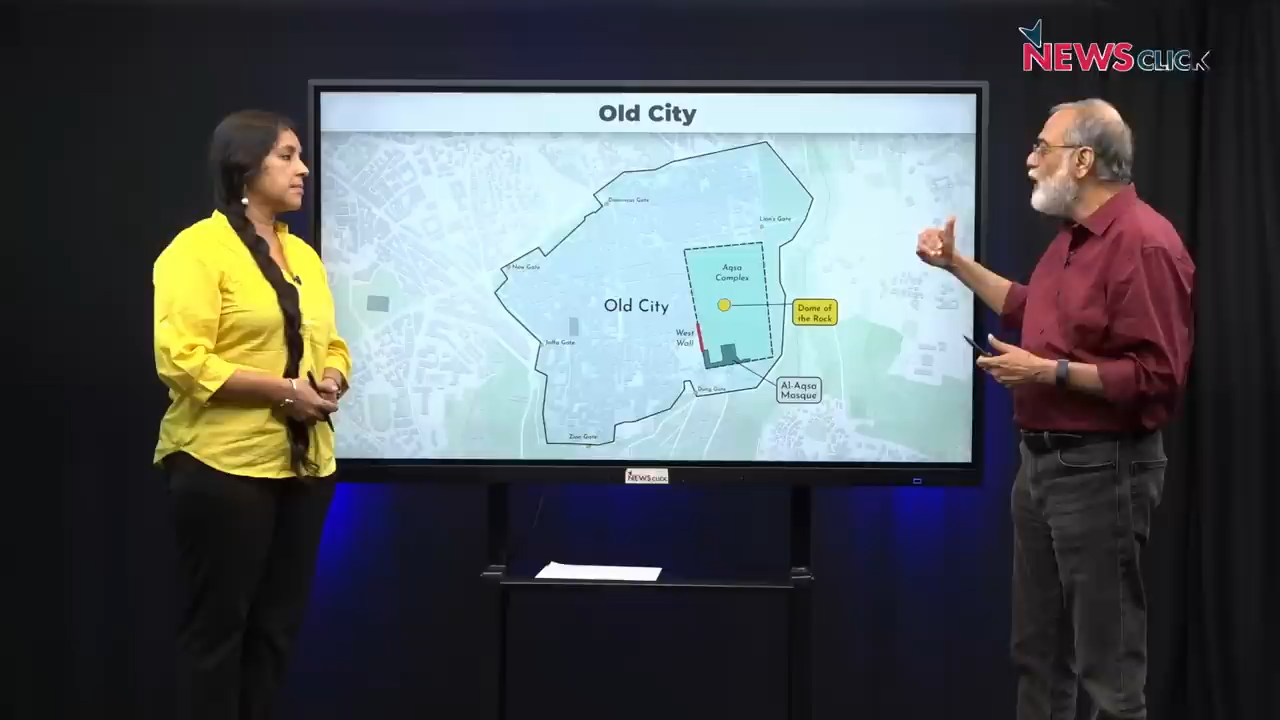 NEWSCLICK
Old City
Damascus Gate
Lion's Gate
New Gate
Aqsa
Complex
Old City
Dome of
the Rock
West
Wall
Jaffa Gate
Al-Aqsa
Mosque
Dung Gate
Zion Gate
NEWSCLICK